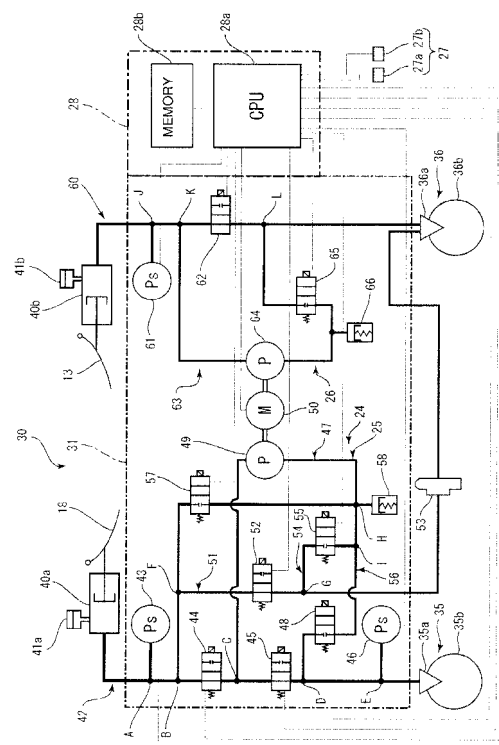 28b
28a
27b
27a
27
28
MEMORY
CPU
60
J
K
L
36
36a
36b
41b
40b
Ps
61
62
65
13
64
66
P
63
26
30
M
50
31
49
P
47
24
25
57
58
18
F
52
55
53
51
54
H
40a
43
G
I
56
41a
Ps
44
45
48
46
Ps
35
35a
35b
42
C
D
E
A
B